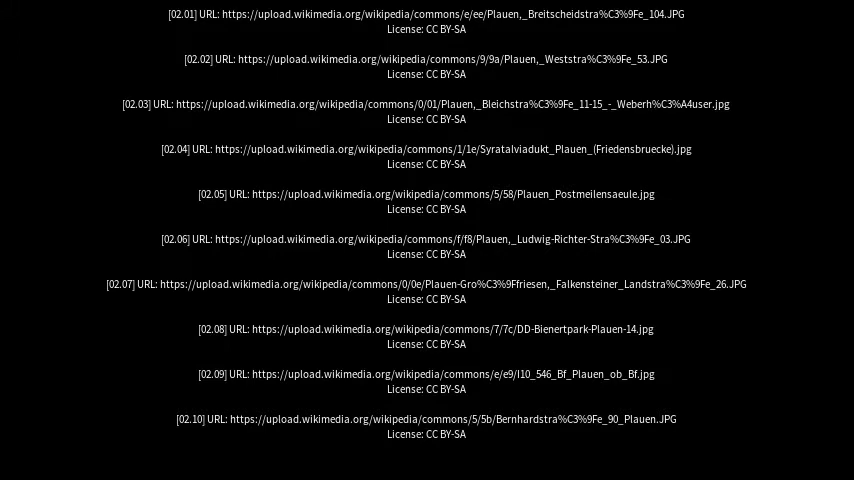 [02.01] URL: https://upload.wikimedia.org/wikipedia/commons/e/ee/Plauen,_Breitscheidstra%C3%9Fe_104.JPG
License: CC BY-SA
[02.02] URL: https://upload.wikimedia.org/wikipedia/commons/9/9a/Plauen,_Weststra%C3%9Fe_53.JPG
License: CC BY-SA
[02.03] URL: https://upload.wikimedia.org/wikipedia/commons/0/01/Plauen,_Bleichstra%C3%9Fe_11-15_-_Weberh%C3%A4user.jpg
License: CC BY-SA
[02.04] URL: https://upload.wikimedia.org/wikipedia/commons/1/1e/Syratalviadukt_Plauen_(Friedensbruecke).jpg
License: CC BY-SA
[02.05] URL: https://upload.wikimedia.org/wikipedia/commons/5/58/Plauen_Postmeilensaeule.jpg
License: CC BY-SA
[02.06] URL: https://upload.wikimedia.org/wikipedia/commons/f/f8/Plauen,_Ludwig-Richter-Stra%C3%9Fe_03.JPG
License: CC BY-SA
[02.07] URL: https://upload.wikimedia.org/wikipedia/commons/0/0e/Plauen-Gro%C3%9Ffriesen,_Falkensteiner_Landstra%C3%9Fe_26.JPG
License: CC BY-SA
[02.08] URL: https://upload.wikimedia.org/wikipedia/commons/7/7c/DD-Bienertpark-Plauen-14.jpg
License: CC BY-SA
[02.09] URL: https://upload.wikimedia.org/wikipedia/commons/e/e9/I10_546_Bf_Plauen_ob_Bf.jpg
License: CC BY-SA
[02.10] URL: https://upload.wikimedia.org/wikipedia/commons/5/5b/Bernhardstra%C3%9Fe_90_Plauen.JPG
License: CC BY-SA